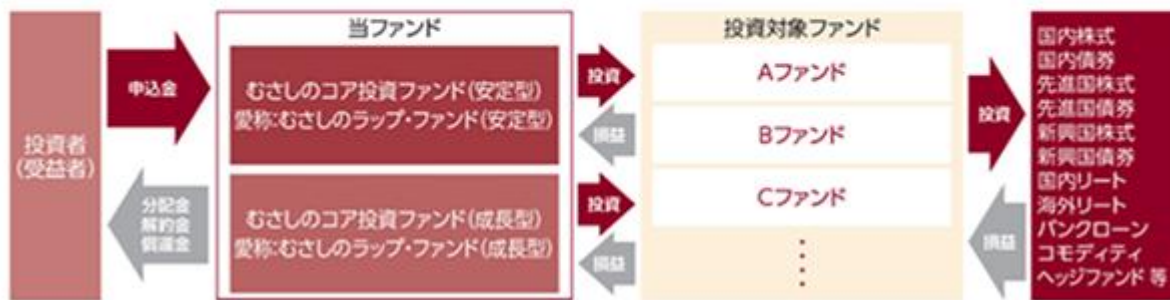 投資者
(受益者)
申込金
分配金
解約金
償還金
当ファンド
むさしのコア投資ファンド(安定型)
愛称:むさしのラップ・ファンド(安定型)
むさしのコア投資ファンド(成長型)
愛称:むさしのラップ・ファンド(成長型)
投資
損益
投資
損益
投資対象ファンド
Aファンド
Bファンド
Cファンド
投資
損益
国内株式
国内債券
先進国株式
先進国債券
新興国株式
新興国債券
国内リート
海外リート
バンクローン
コモディティ
ヘッジファンド 等